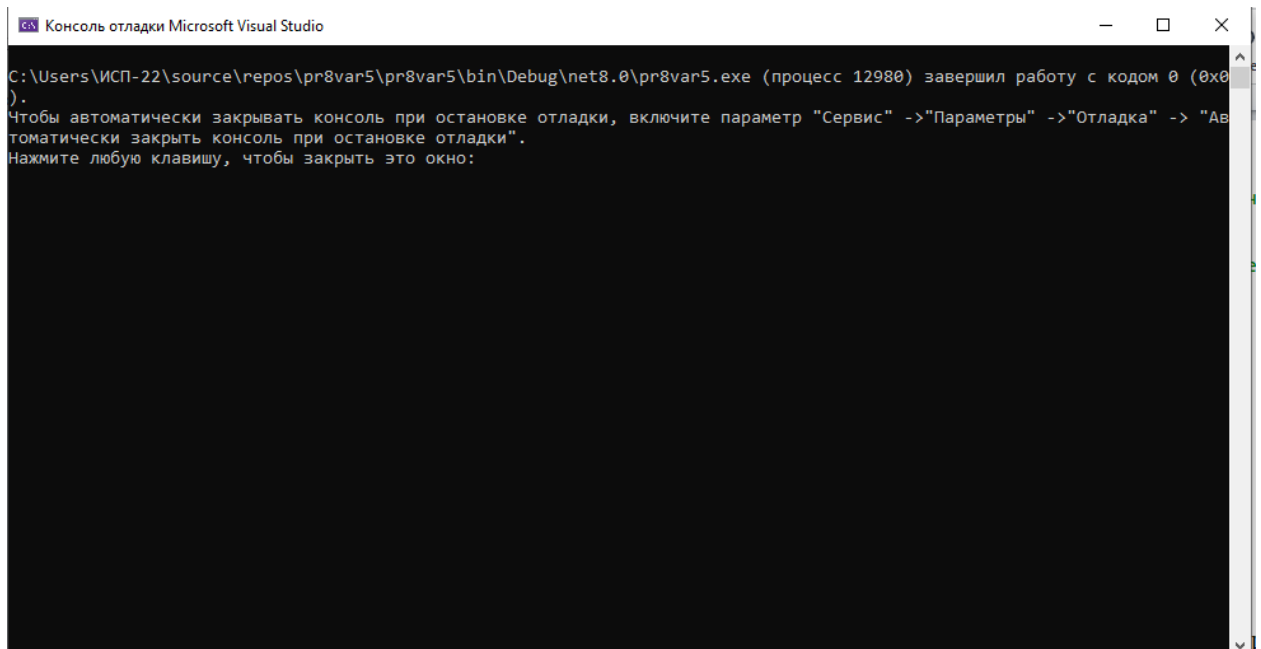 Консоль отладки Microsoft Visual Studio
C:\Users\ИСП-22\source\repos\pr8var5\pr8var5\bin\Debug\net8.0\pr8var5.exe (процесс 12980) завершил работу с кодом 0 (0x0
).
Чтобы автоматически закрывать консоль при остановке отладки, включите параметр "Сервис" ->"Параметры" ->"Отладка" -> "Ав
томатически закрыть консоль при остановке отладки".
Нажмите любую клавишу, чтобы закрыть это окно: